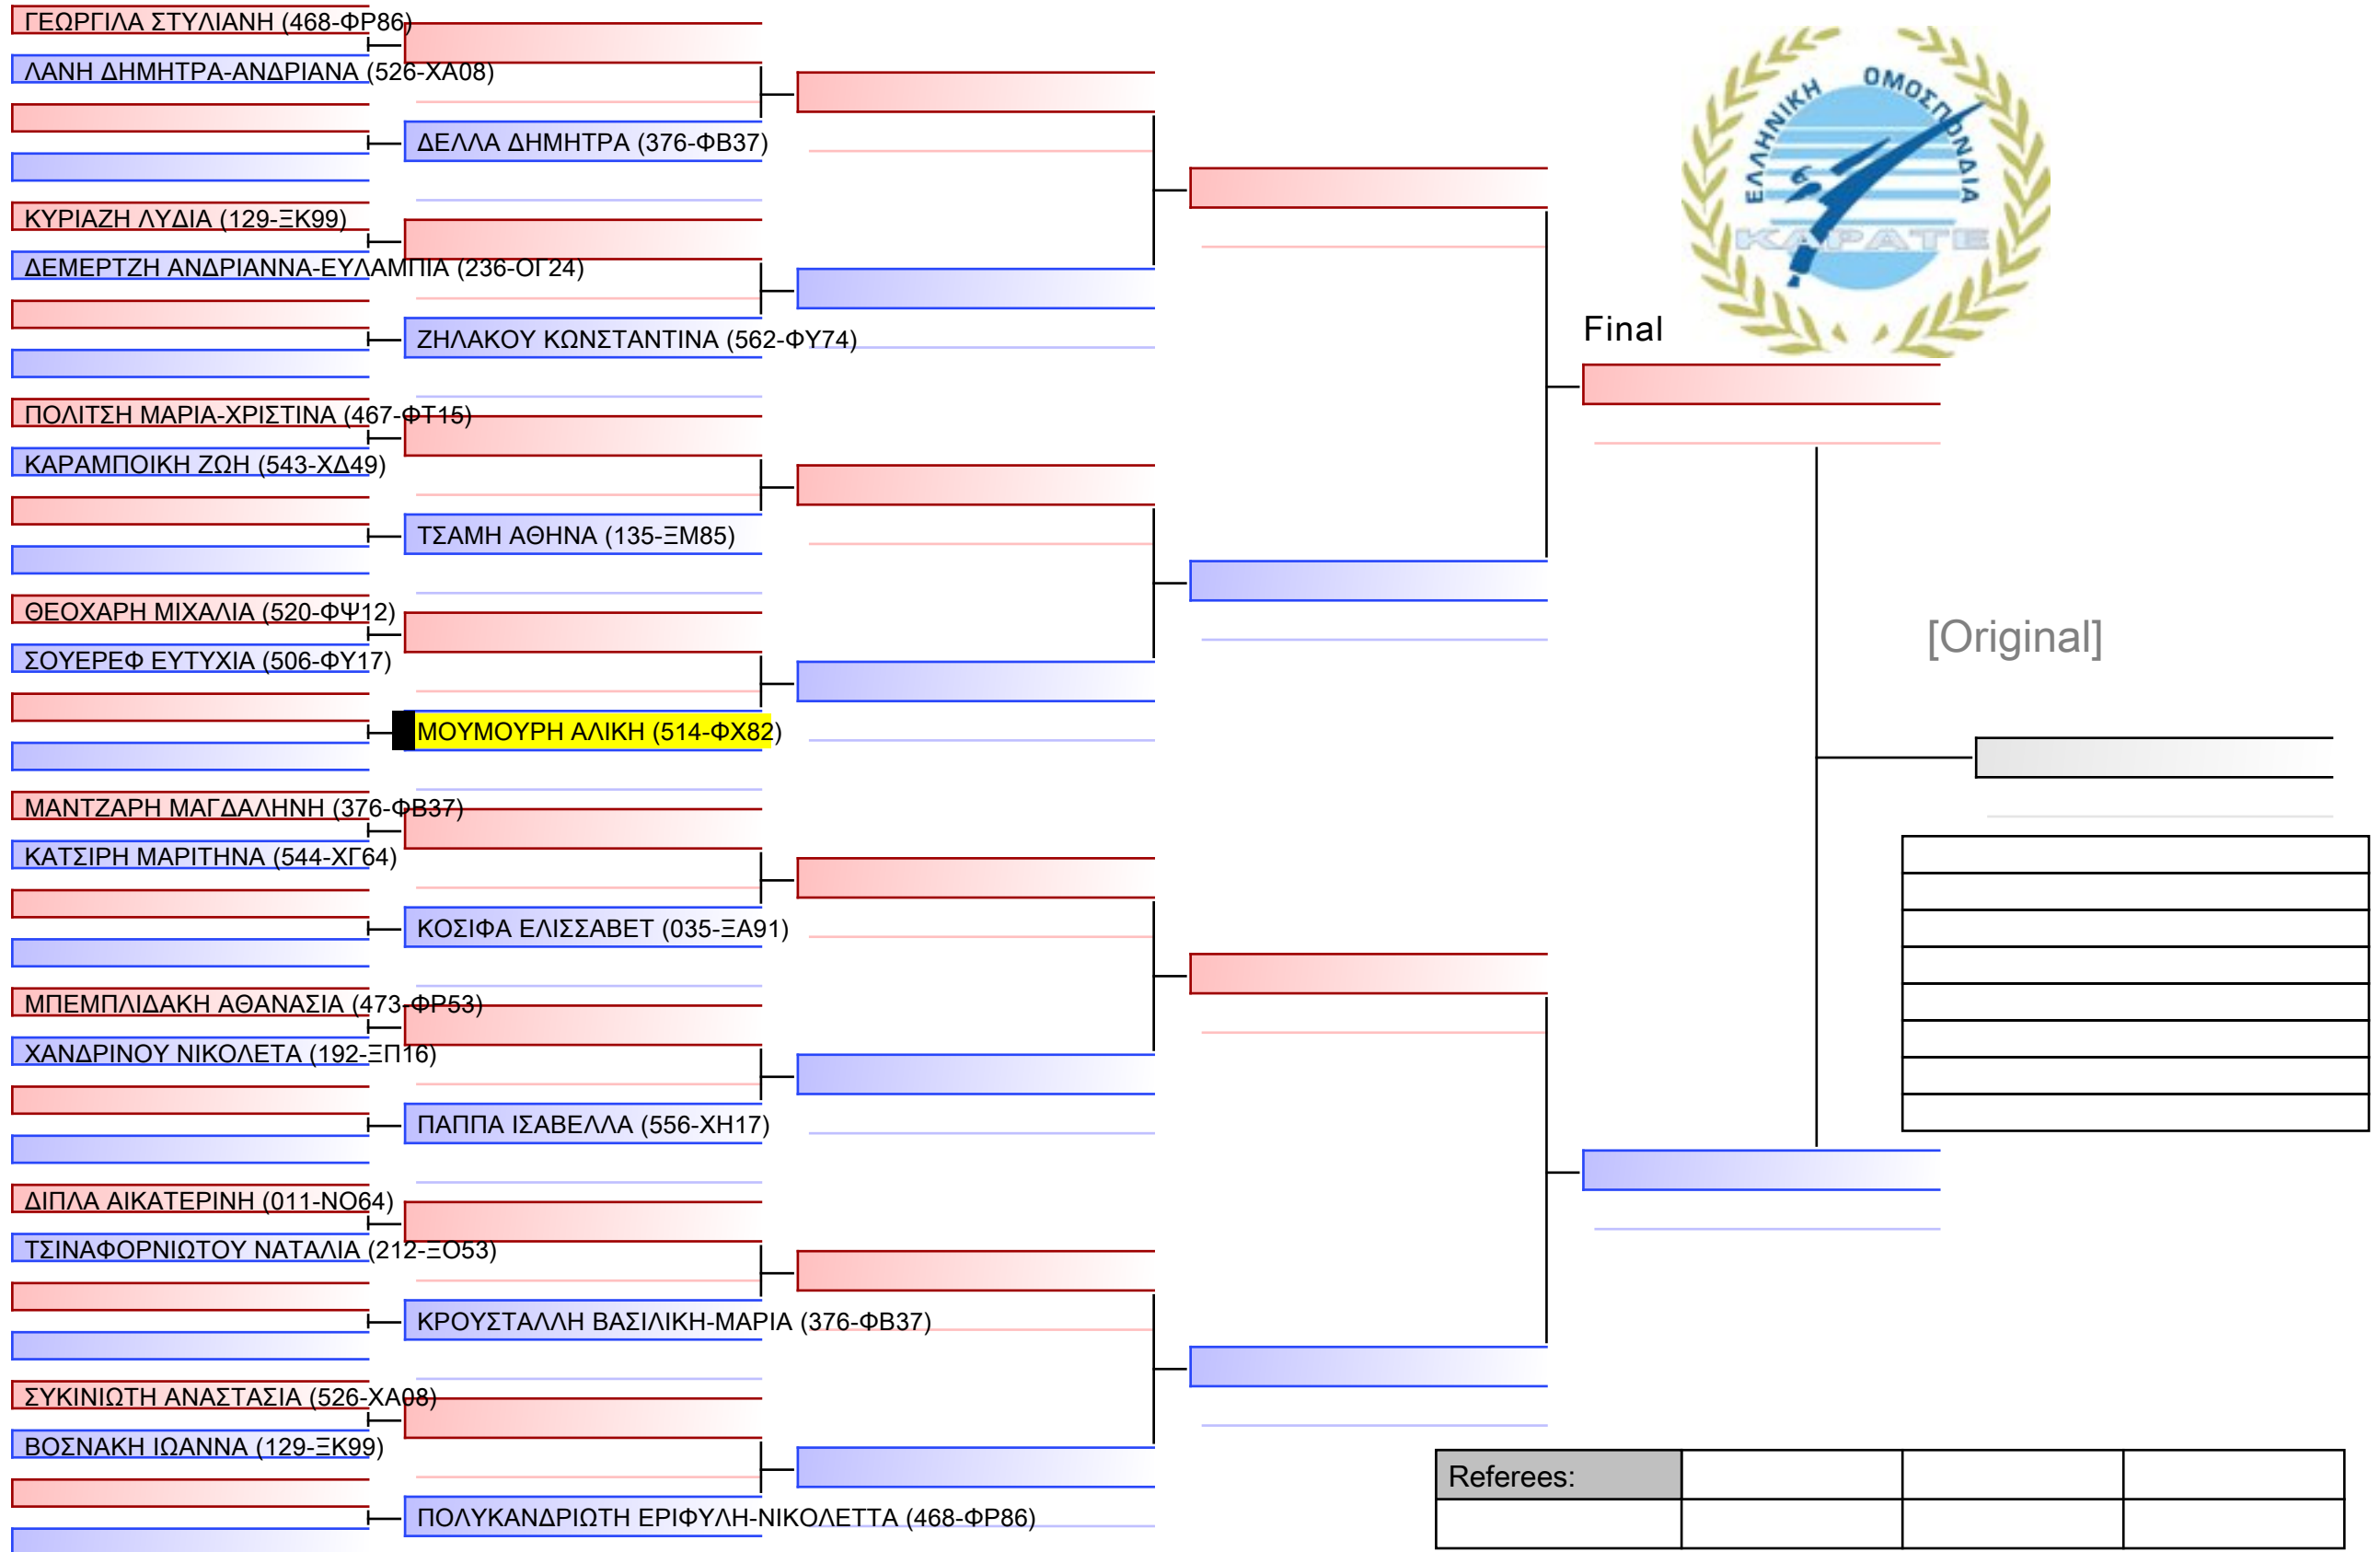 ΓΕΩΡΓΙΛΑ ΣΤΥΛΙΑΝΗ (468-ΦΡ86)
ΛΑΝΗ ΔΗΜΗΤΡΑ-ΑΝΔΡΙΑΝΑ (526-ΧΑ08)
ΔΕΛΛΑ ΔΗΜΗΤΡΑ (376-ΦΒ37)
ΚΥΡΙΑΖΗ ΛΥΔΙΑ (129-ΞΚ99)
ΔΕΜΕΡΤΖΗ ΑΝΔΡΙΑΝΝΑ-ΕΥΛΑΜΠΙΑ (236-ΟΓ24)
ΖΗΛΑΚΟΥ ΚΩΝΣΤΑΝΤΙΝΑ (562-ΦΥ74)
ΠΟΛΙΤΣΗ ΜΑΡΙΑ-ΧΡΙΣΤΙΝΑ (467-ΦΤ15)
ΚΑΡΑΜΠΟΙΚΗ ΖΩΗ (543-ΧΔ49)
ΤΣΑΜΗ ΑΘΗΝΑ (135-ΞΜ85)
ΘΕΟΧΑΡΗ ΜΙΧΑΛΙΑ (520-ΦΨ12)
ΣΟΥΕΡΕΦ ΕΥΤΥΧΙΑ (506-ΦΥ17)
ΜΟΥΜΟΥΡΗ ΑΛΙΚΗ (514-ΦΧ82)
ΜΑΝΤΖΑΡΗ ΜΑΓΔΑΛΗΝΗ (376-ΦΒ37)
ΚΑΤΣΙΡΗ ΜΑΡΙΤΗΝΑ (544-ΧΓ64)
ΚΟΣΙΦΑ ΕΛΙΣΣΑΒΕΤ (035-ΞΑ91)
ΜΠΕΜΠΛΙΔΑΚΗ ΑΘΑΝΑΣΙΑ (473-ΦΡ53)
ΧΑΝΔΡΙΝΟΥ ΝΙΚΟΛΕΤΑ (192-ΞΠ16)
ΠΑΠΠΑ ΙΣΑΒΕΛΛΑ (556-ΧΗ17)
ΔΙΠΛΑ ΑΙΚΑΤΕΡΙΝΗ (011-ΝΟ64)
ΤΣΙΝΑΦΟΡΝΙΩΤΟΥ ΝΑΤΑΛΙΑ (212-ΞΟ53)
ΚΡΟΥΣΤΑΛΛΗ ΒΑΣΙΛΙΚΗ-ΜΑΡΙΑ (376-ΦΒ37)
ΣΥΚΙΝΙΩΤΗ ΑΝΑΣΤΑΣΙΑ (526-ΧΑ08)
ΒΟΣΝΑΚΗ ΙΩΑΝΝΑ (129-ΞΚ99)
ΠΟΛΥΚΑΝΔΡΙΩΤΗ ΕΡΙΦΥΛΗ-ΝΙΚΟΛΕΤΤΑ (468-ΦΡ86)
ΕΛΛΗΝΙΚΗ ΟΜΟΣΠΟΝΔΙΑ
ΚΑΡΑΤΕ
Final
[Original]
Referees: